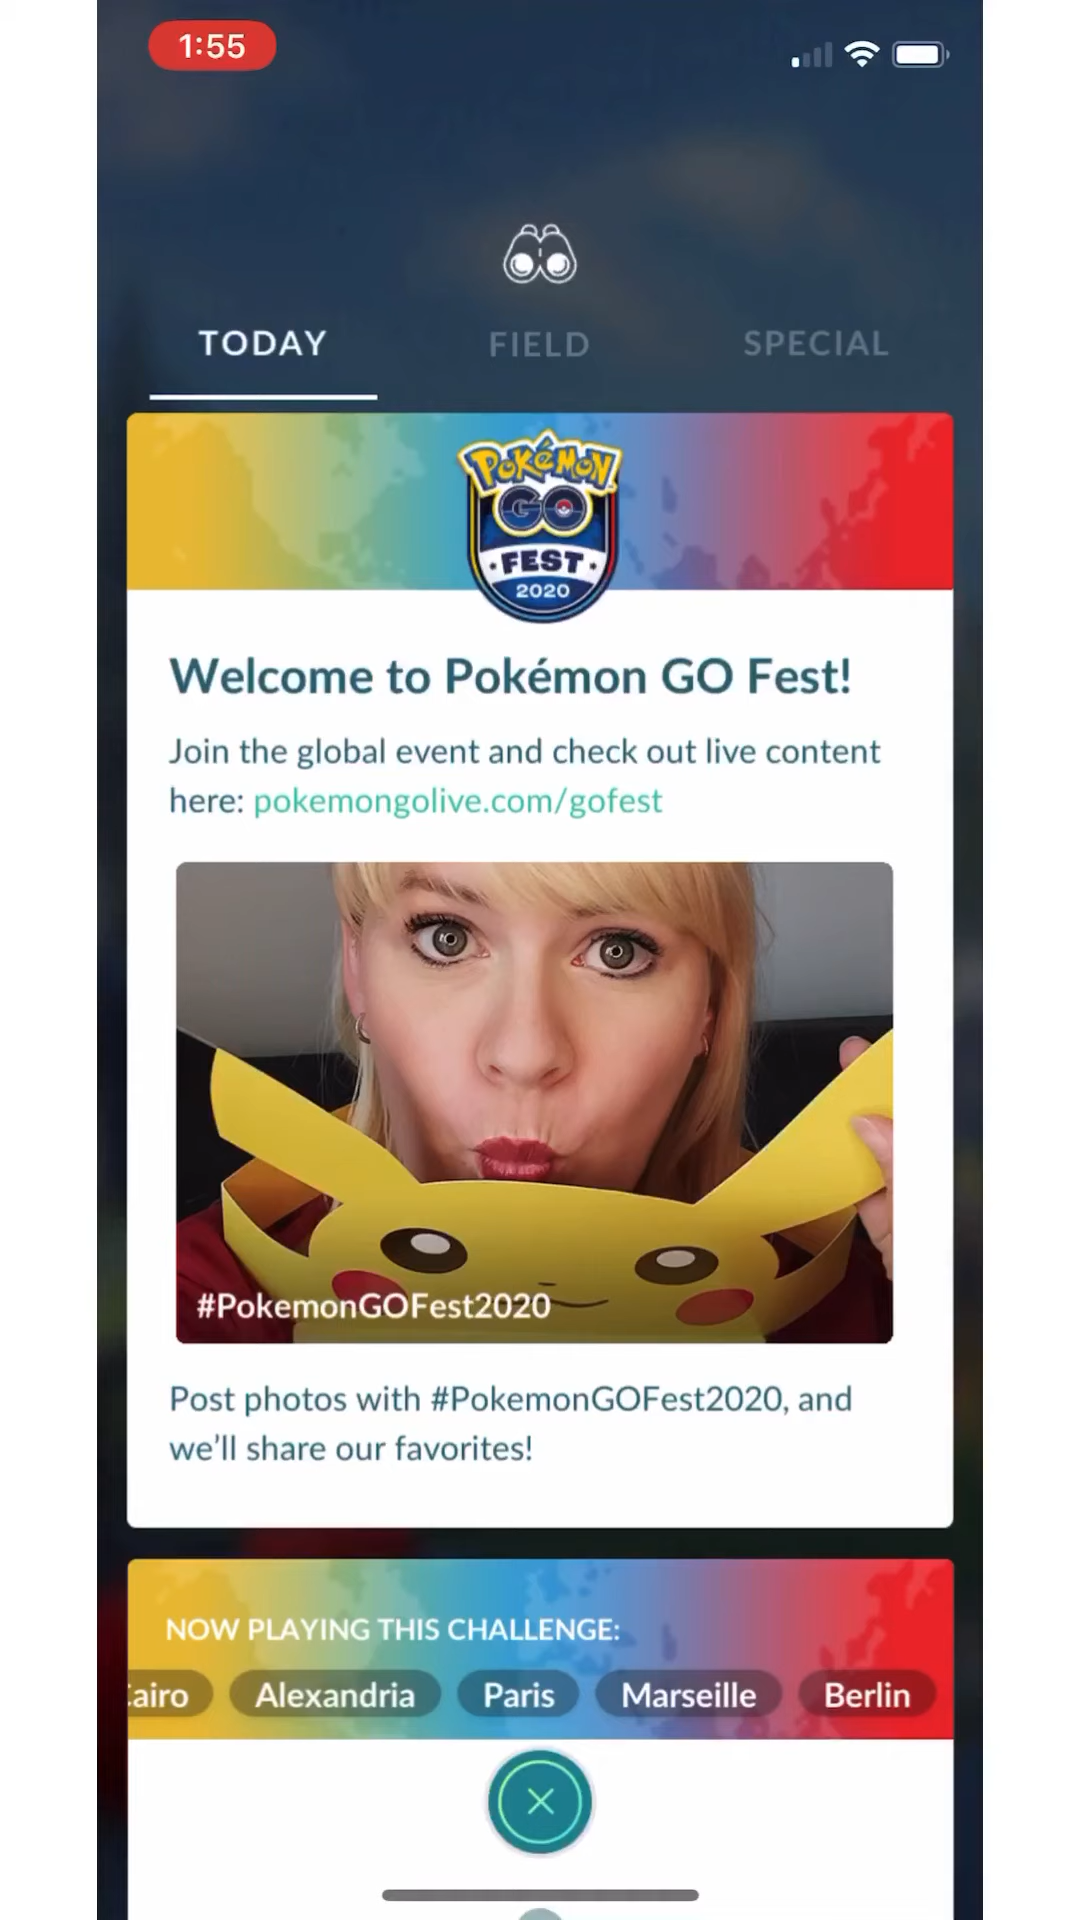 1:55
TODAY FIELD SPECIAL
POKéMON
GO
FEST
2020
Welcome to Pokémon GO Fest!
Join the global event and check out live content
here: pokemongolive.com/gofest
#PokemonGOFest2020
Post photos with #PokemonGOFest2020, and
we’ll share our favorites!
NOW PLAYING THIS CHALLENGE:
airo Alexandria Paris Marseille Berlin